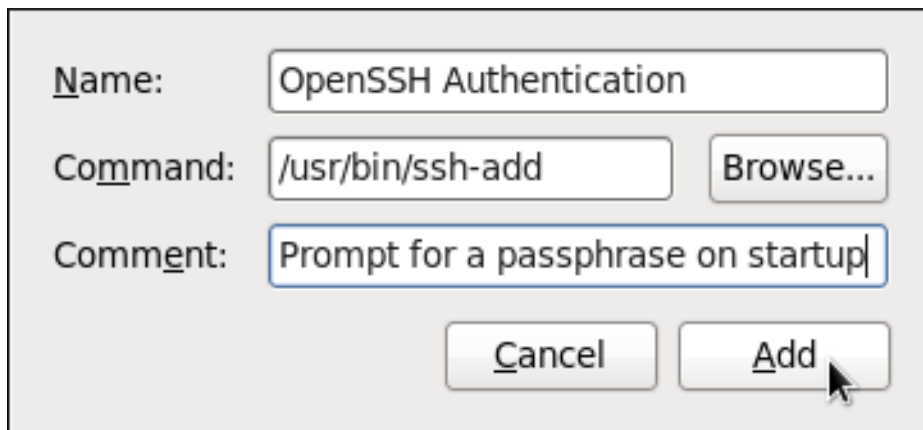 Name: OpenSSH Authentication
Command: /usr/bin/ssh-add Browse...
Comment: Prompt for a passphrase on startup
Cancel Add